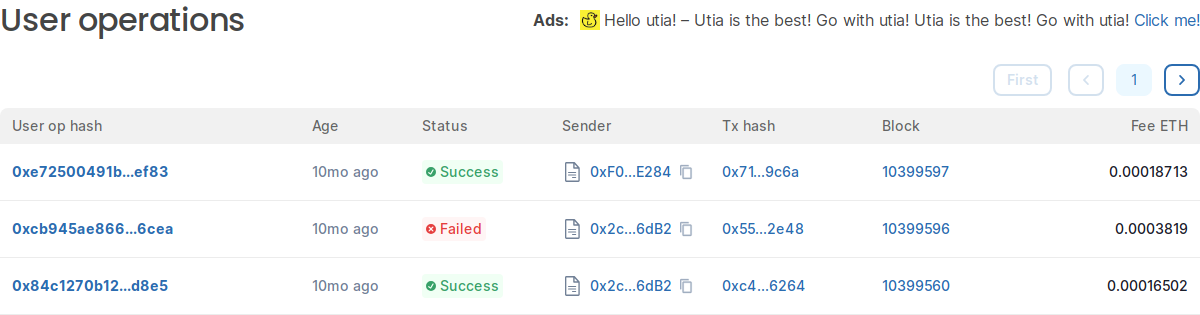 User operations
Ads: Hello utia! – Utia is the best! Go with utia! Utia is the best! Go with utia! Click me!
First 1
User op hash Age Status Sender Tx hash Block Fee ETH
0xe72500491b...ef83 10mo ago Success 0xF0...E284 0x71...9c6a 10399597 0.00018713
0xcb945ae866...6cea 10mo ago Failed 0x2c...6dB2 0x55...2e48 10399596 0.0003819
0x84c1270b12...d8e5 10mo ago Success 0x2c...6dB2 0xc4...6264 10399560 0.00016502